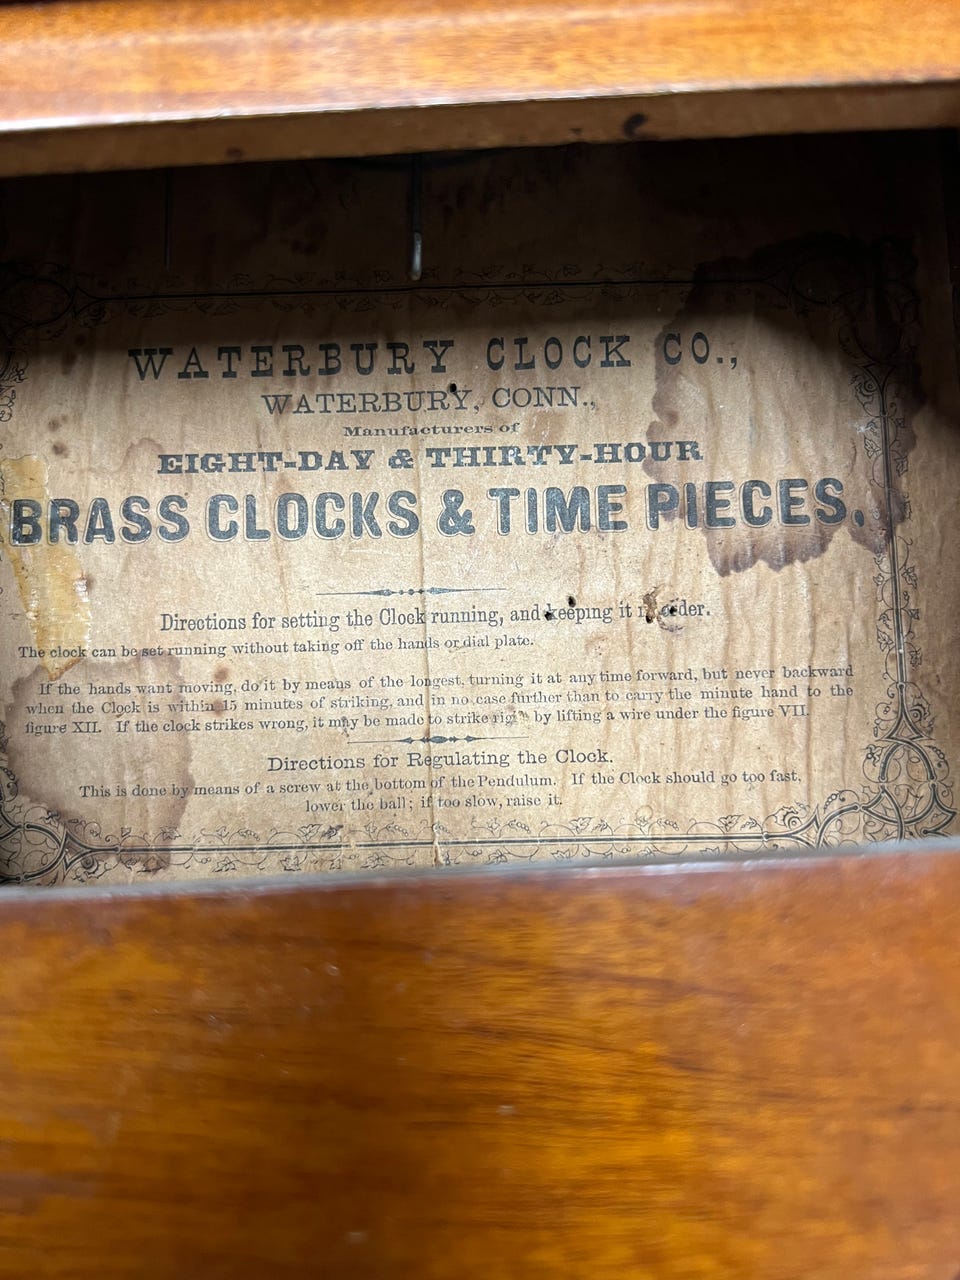 WATERBURY CLOCK CO.,
WATERBURY, CONN.,
Manufacturers of
EIGHT-DAY & THIRTY-HOUR
BRASS CLOCKS & TIME PIECES.
Directions for setting the Clock running, and keeping it in order.
The clock can be set running without taking off the hands or dial plate.
If the hands want moving, do it by means of the longest, turning it at any time forward, but never backward
when the Clock is within 15 minutes of striking, and in no case further than to carry the minute hand to the
figure XII. If the clock strikes wrong, it may be made to strike right by lifting a wire under the figure VII.
Directions for Regulating the Clock.
This is done by means of a screw at the bottom of the Pendulum. If the Clock should go too fast,
lower the ball; if too slow, raise it.